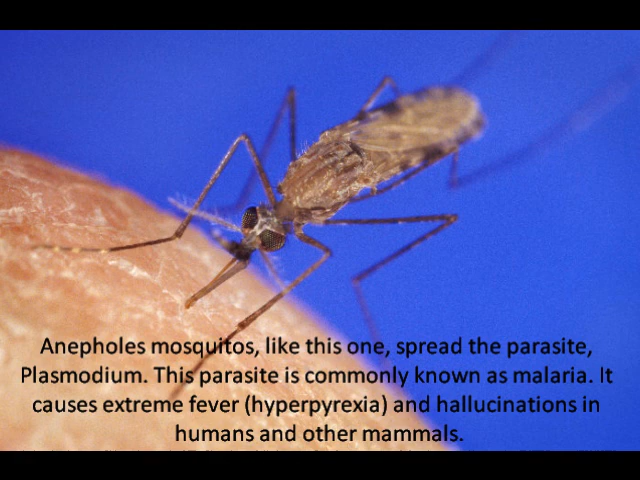 Anepholes mosquitos, like this one, spread the parasite,
Plasmodium. This parasite is commonly known as malaria. It
causes extreme fever (hyperpyrexia) and hallucinations in
humans and other mammals.